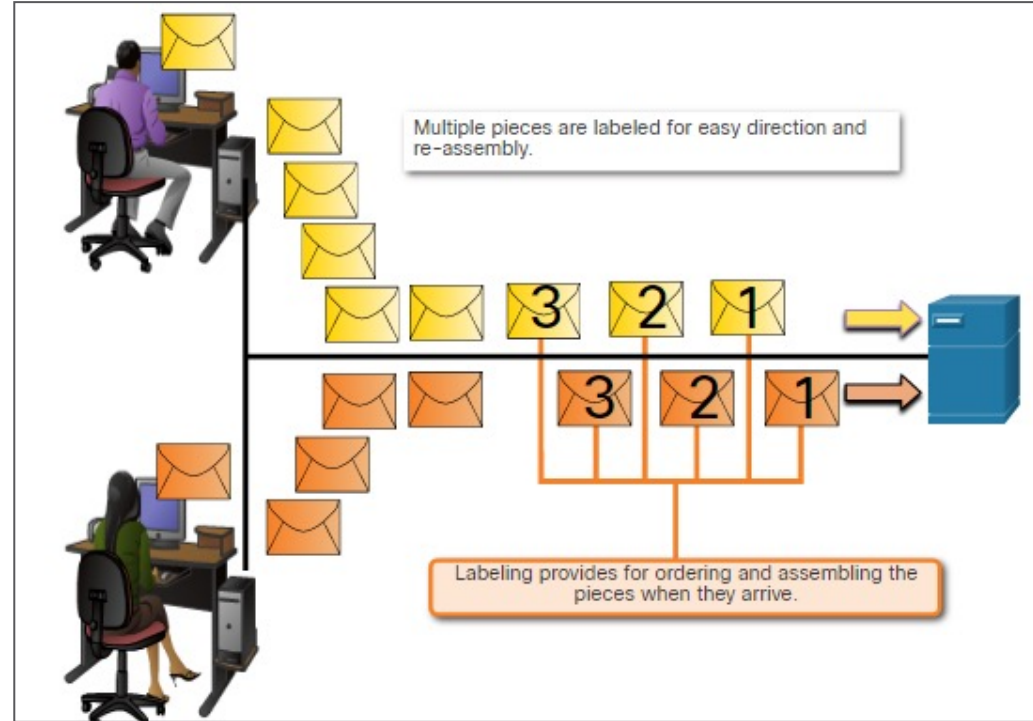 Multiple pieces are labeled for easy direction and
re-assembly.
3 2 1
3 2 1
Labeling provides for ordering and assembling the
pieces when they arrive.